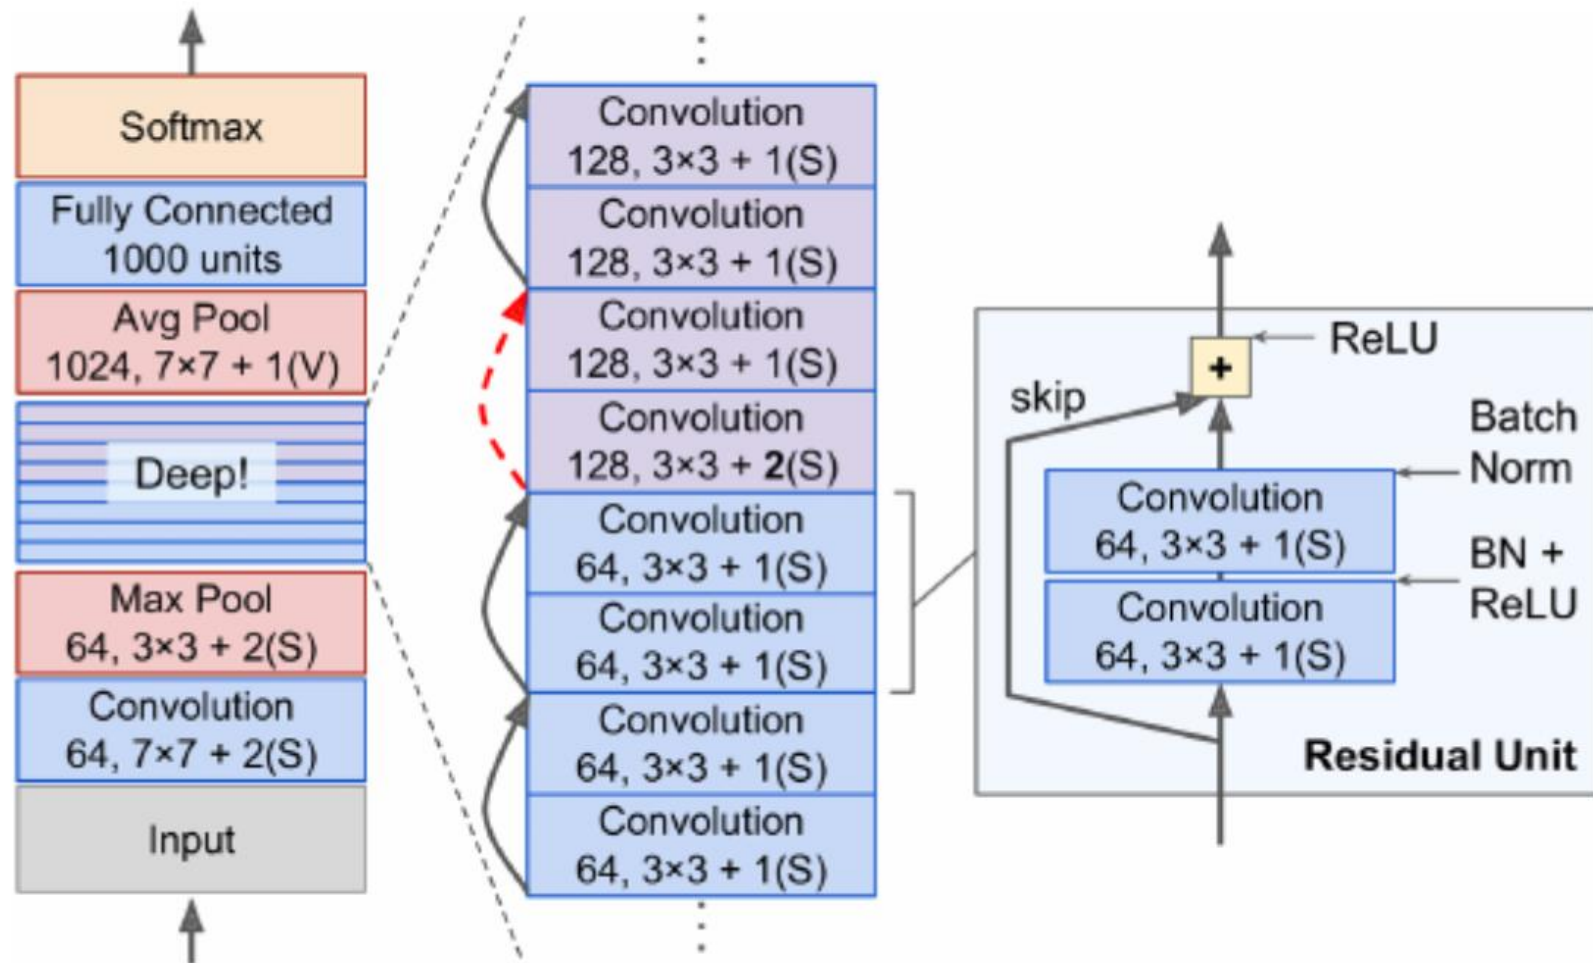 Softmax
Fully Connected
1000 units
Avg Pool
1024, 7×7 + 1(V)
Deep!
Max Pool
64, 3×3 + 2(S)
Convolution
64, 7×7 + 2(S)
Input
Convolution
128, 3×3 + 1(S)
Convolution
128, 3×3 + 1(S)
Convolution
128, 3×3 + 1(S)
Convolution
128, 3×3 + 2(S)
Convolution
64, 3×3 + 1(S)
Convolution
64, 3×3 + 1(S)
Convolution
64, 3×3 + 1(S)
Convolution
64, 3×3 + 1(S)
ReLU
+
skip
Batch
Norm
Convolution
64, 3×3 + 1(S)
BN +
ReLU
Convolution
64, 3×3 + 1(S)
Residual Unit